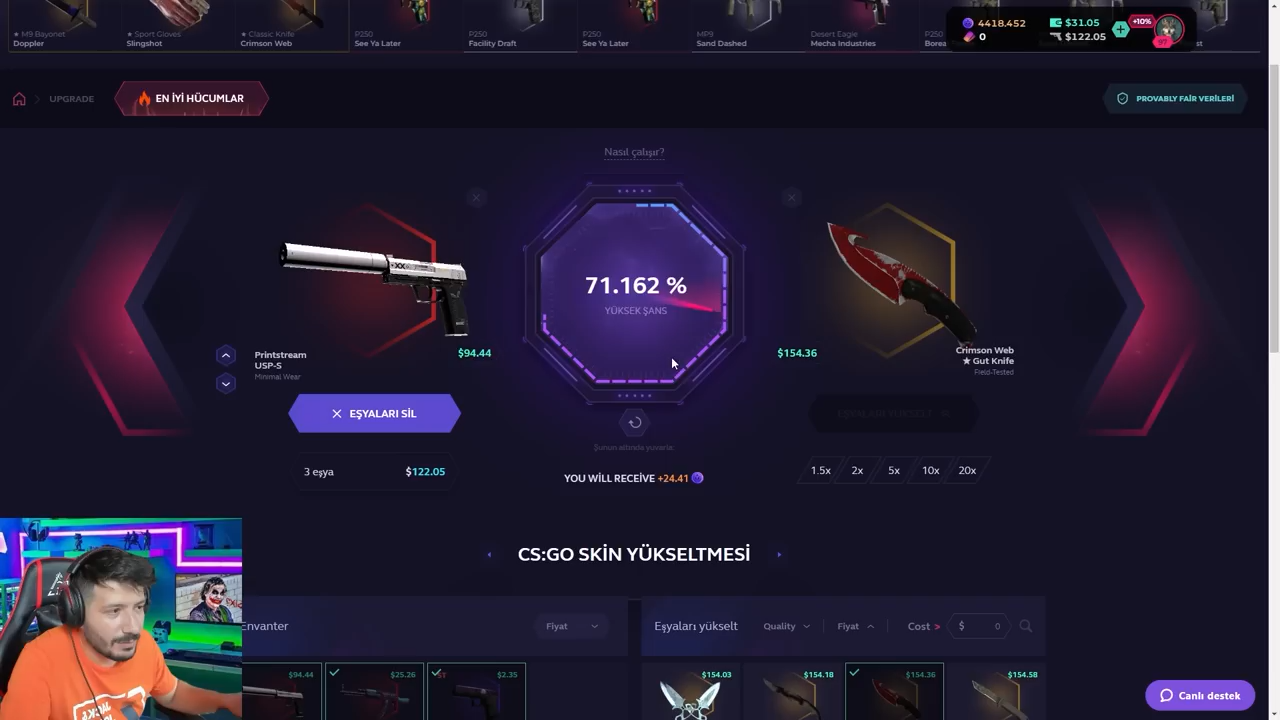 ★ M9 Bayonet
Doppler
★ Sport Gloves
Slingshot
★ Classic Knife
Crimson Web
P250
See Ya Later
P250
Facility Draft
P250
See Ya Later
MP9
Sand Dashed
Desert Eagle
Mecha Industries
P250
4418.452
0
$31.05
$122.05
+10%
UPGRADE
EN İYİ HÜCUMLAR
PROVABLY FAIR VERİLERİ
Nasıl çalışır?
71.162 %
YÜKSEK ŞANS
Printstream
USP-S
Minimal Wear
$94.44
$154.36
Crimson Web
★ Gut Knife
Field-Tested
EŞYALARI SİL
EŞYALARI YÜKSELT
3 eşya
$122.05
Şunun altında yuvarla:
YOU WILL RECEIVE +24.41
1.5x
2x
5x
10x
20x
CS:GO SKİN YÜKSELTMESİ
Envanter
Fiyat
Eşyaları yükselt
Quality
Fiyat
Cost >
$ 0
$94.44
$25.26
$2.35
$154.03
$154.18
$154.36
$154.58
Canlı destek